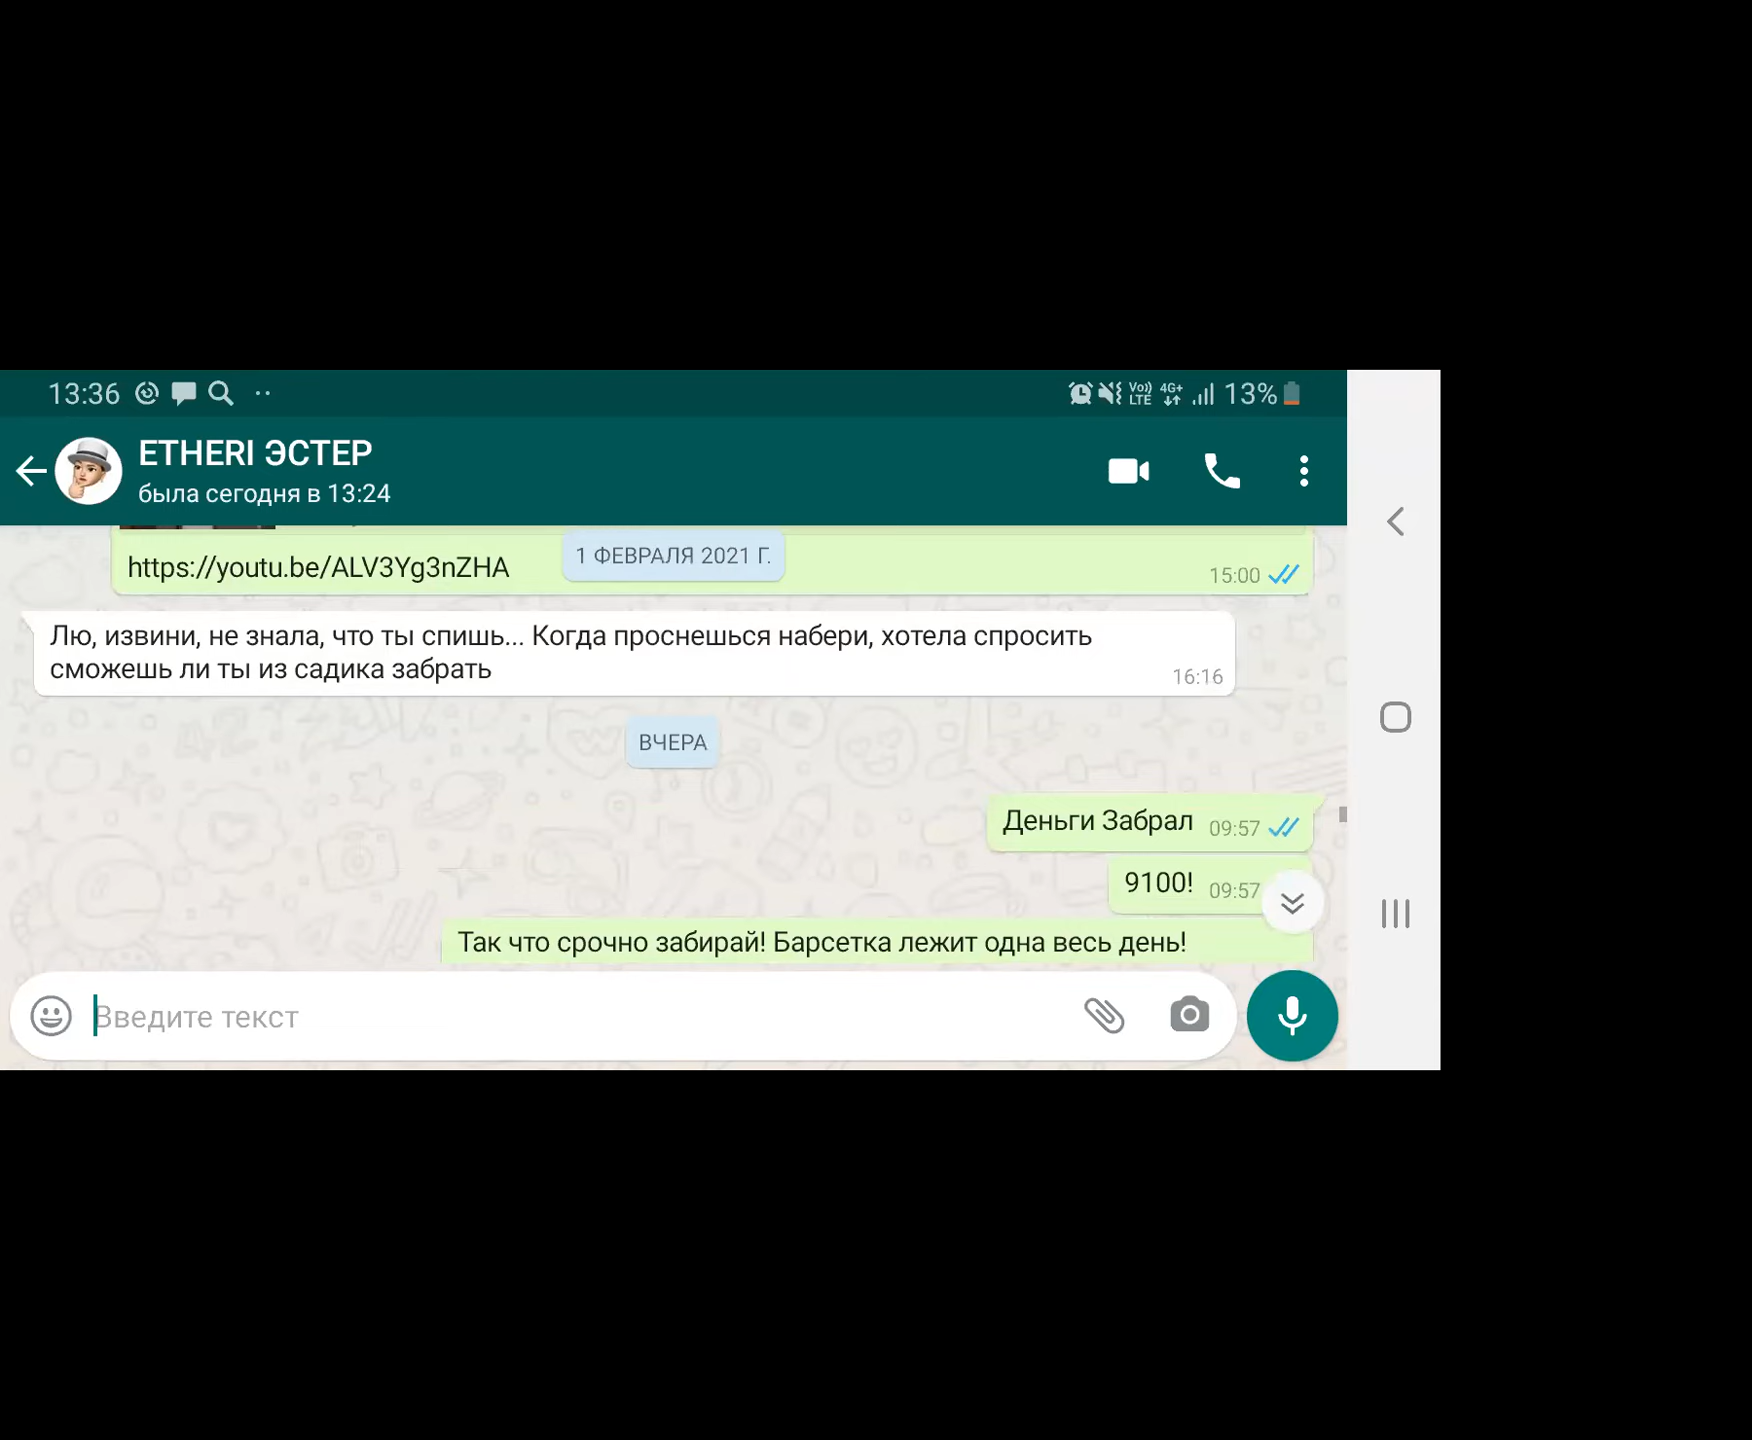 13:36
Vo) LTE 4G+ 13%
ETHERI ЭСТЕР
была сегодня в 13:24
1 ФЕВРАЛЯ 2021 Г.
https://youtu.be/ALV3Yg3nZHA
15:00
Лю, извини, не знала, что ты спишь... Когда проснешься набери, хотела спросить
сможешь ли ты из садика забрать
16:16
ВЧЕРА
Деньги Забрал 09:57
9100! 09:57
Так что срочно забирай! Барсетка лежит одна весь день!
Введите текст